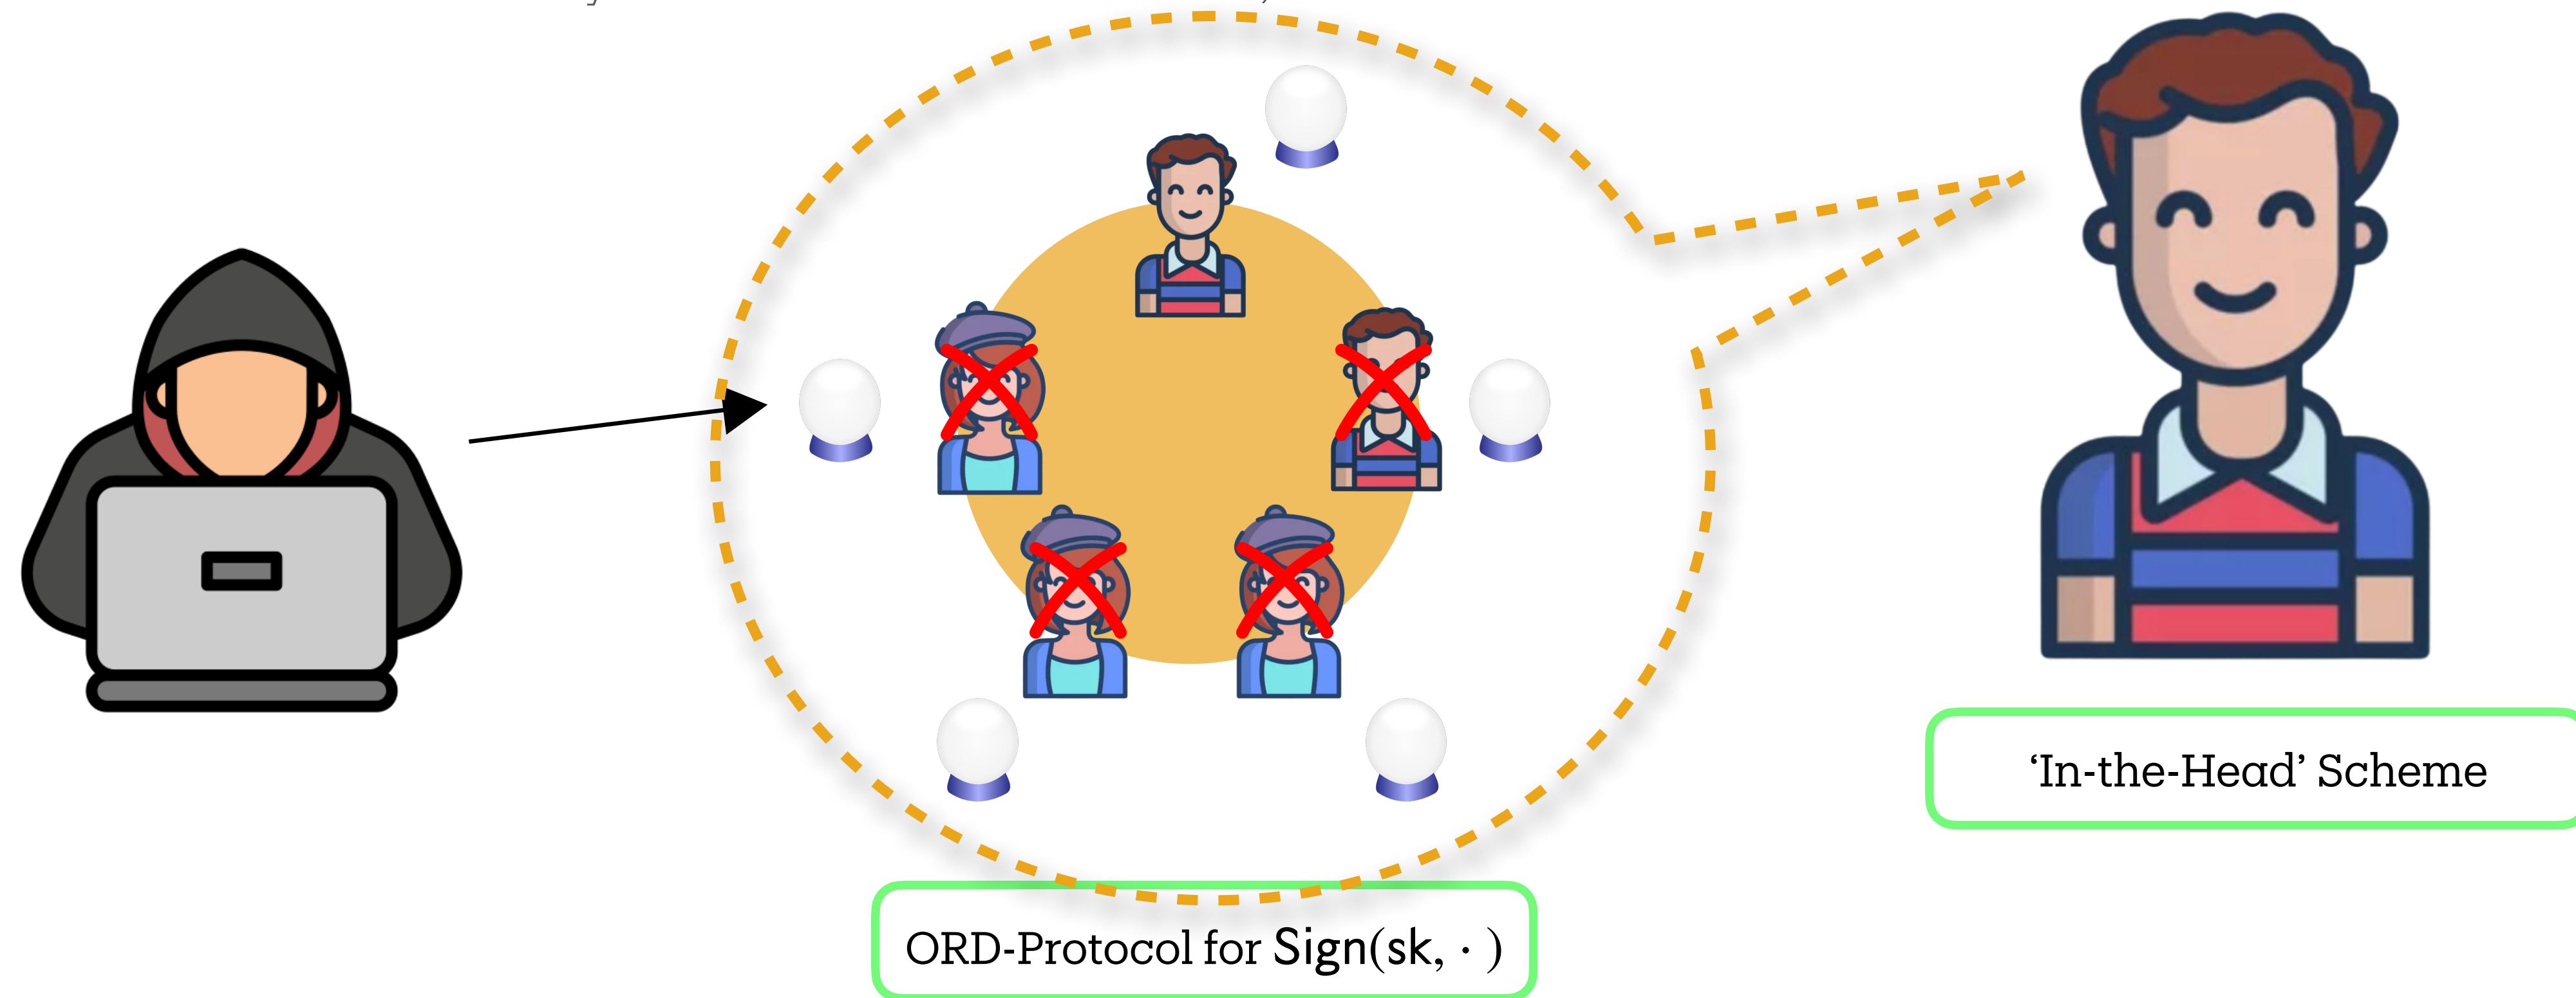 ‘In-the-Head’ Scheme
ORD-Protocol for Sign(sk, · )